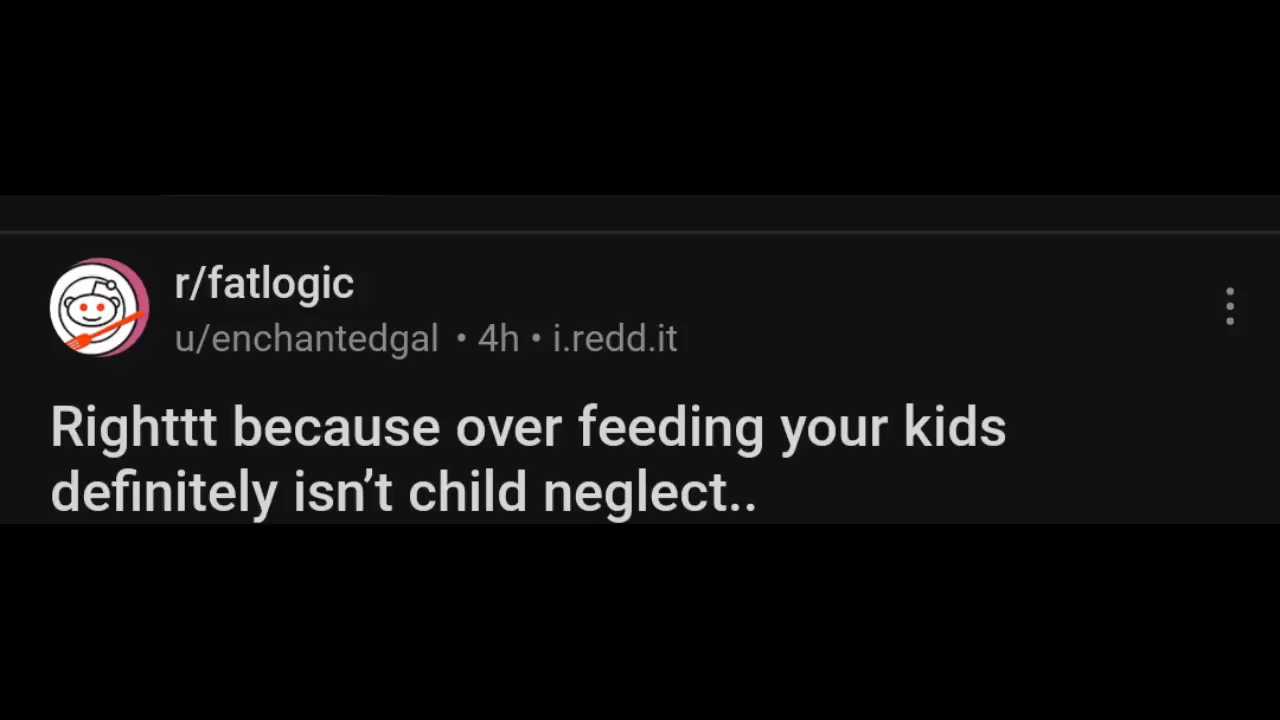 r/fatlogic
u/enchantedgal • 4h • i.redd.it
Righttt because over feeding your kids
definitely isn’t child neglect..